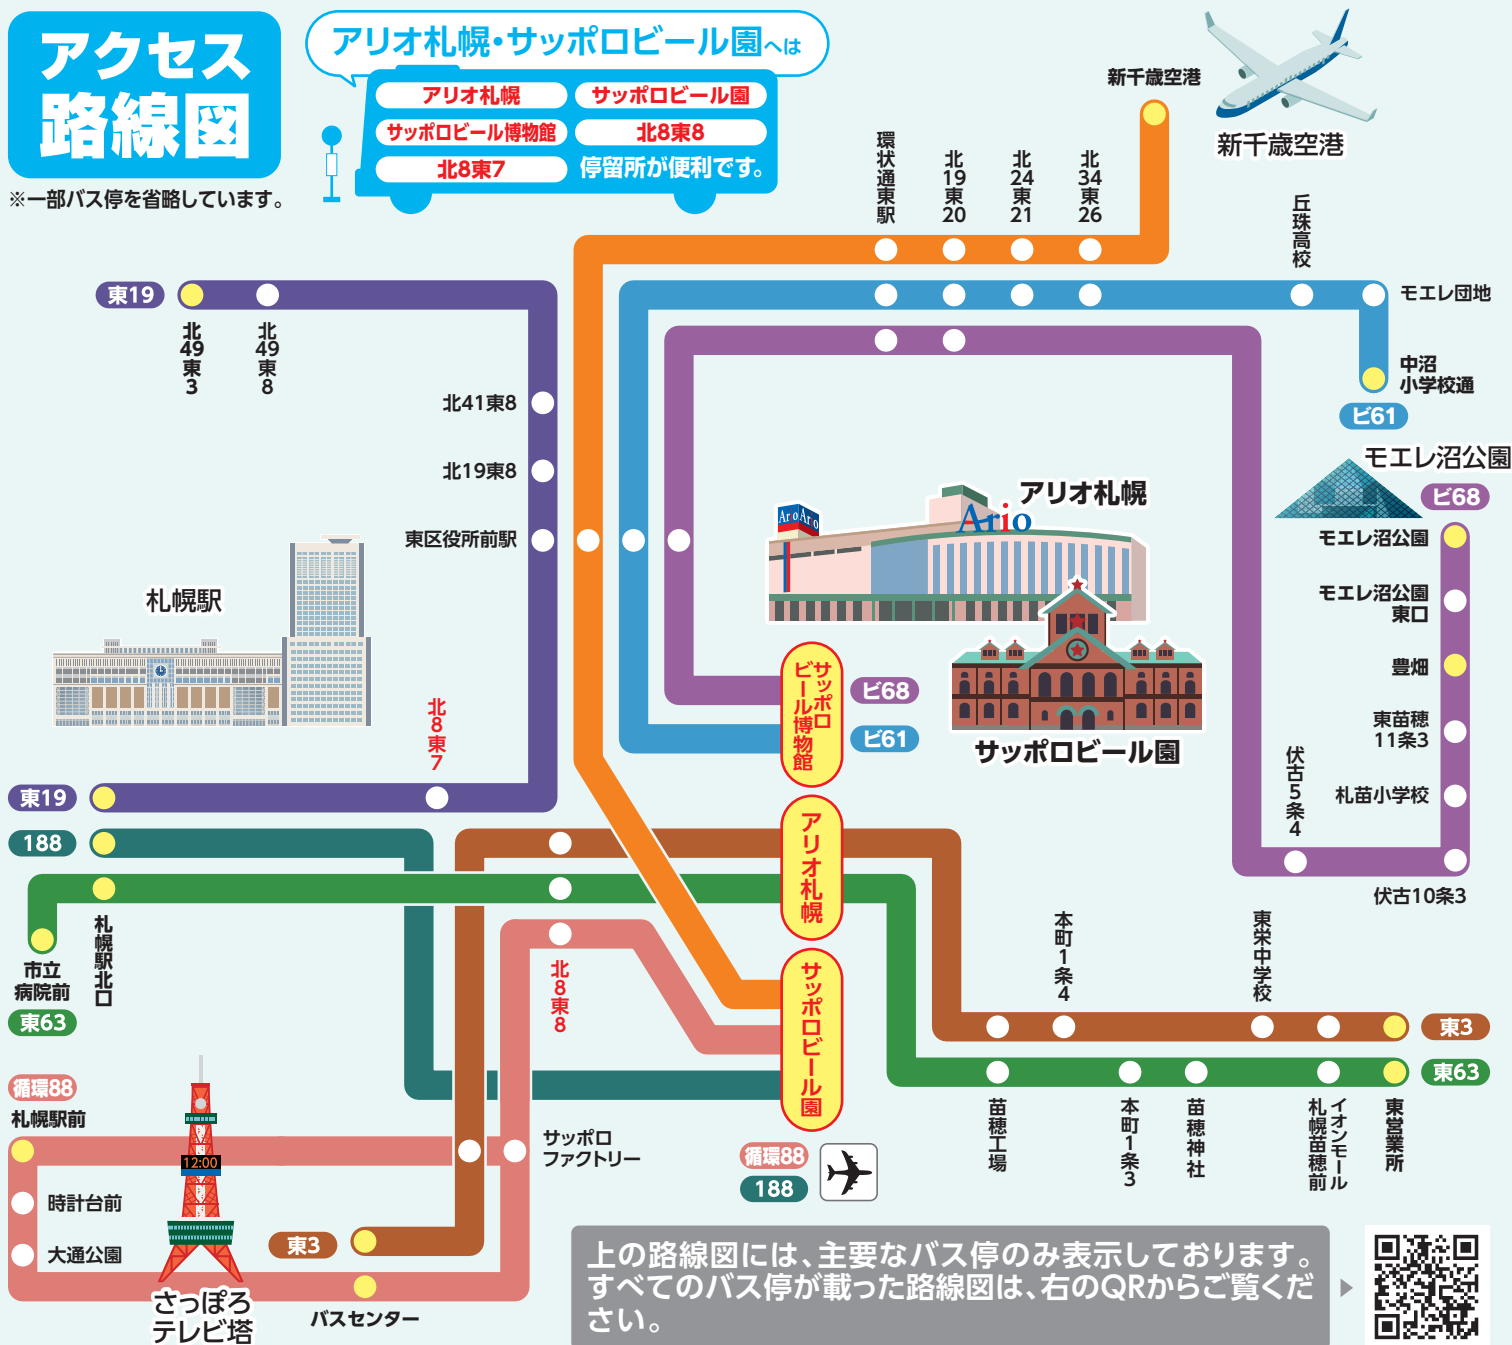 アクセス
路線図
※一部バス停を省略しています。
アリオ札幌・サッポロビール園へは
アリオ札幌
サッポロビール園
サッポロビール博物館
北8東8
北8東7
停留所が便利です。
新千歳空港
新千歳空港
環状通東駅
北19東20
北24東21
北34東26
丘珠高校
モエレ団地
中沼
小学校通
ビ61
東19
北49東3
北49東8
北41東8
北19東8
東区役所前駅
モエレ沼公園
ビ68
モエレ沼公園
モエレ沼公園
東口
豊畑
東苗穂
11条3
札苗小学校
伏古5条4
伏古10条3
アリオ札幌
Ario
Ario
Ario
サッポロビール園
札幌駅
北8東7
サッポロ
ビール博物館
ビ68
ビ61
東19
188
アリオ札幌
札幌駅北口
市立
病院前
東63
北8東8
サッポロビール園
本町1条4
東栄中学校
東3
東63
苗穂工場
本町1条3
苗穂神社
イオンモール
札幌苗穂前
東営業所
循環88
札幌駅前
時計台前
大通公園
12:00
さっぽろ
テレビ塔
東3
バスセンター
サッポロ
ファクトリー
循環88
188
上の路線図には、主要なバス停のみ表示しております。
すべてのバス停が載った路線図は、右のQRからご覧くだ
さい。